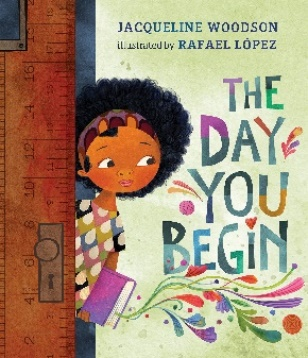 JACQUELINE WOODSON
illustrated by RAFAEL LÓPEZ
THE
DAY
YOU
BEGIN